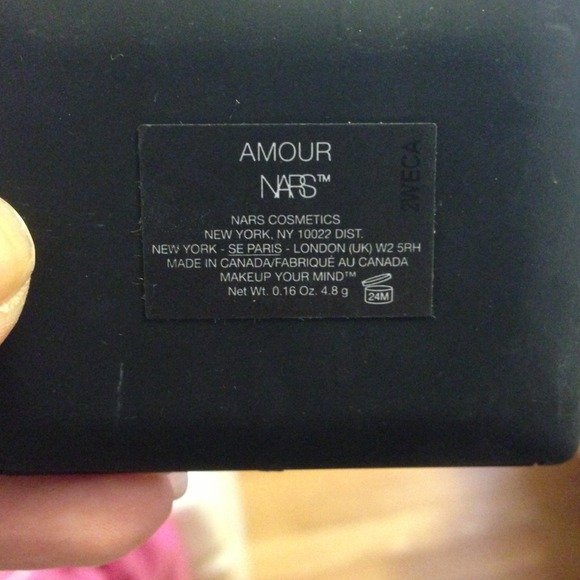 AMOUR
NARS™
2WECA
NARS COSMETICS
NEW YORK, NY 10022 DIST.
NEW YORK - SE PARIS - LONDON (UK) W2 5RH
MADE IN CANADA/FABRIQUÉ AU CANADA
MAKEUP YOUR MIND™
Net Wt. 0.16 Oz. 4.8 g
24M